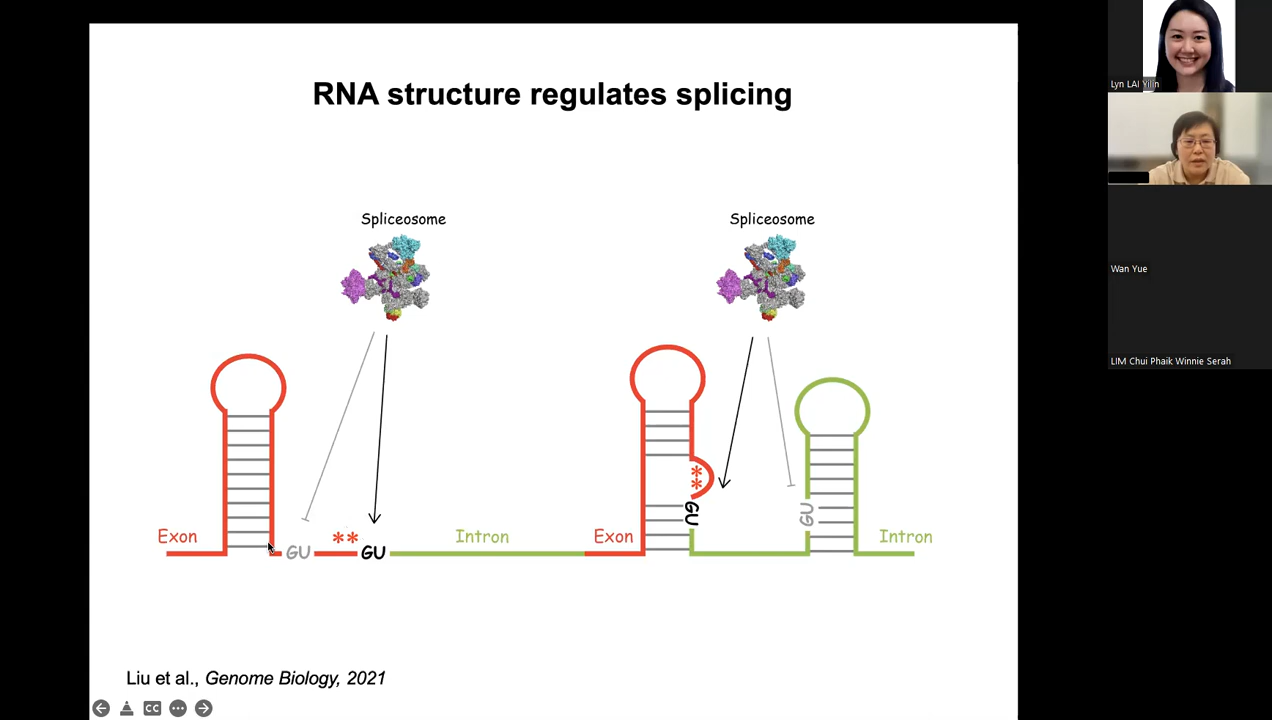 RNA structure regulates splicing
Spliceosome
Spliceosome
Exon
GU
**
GU
Intron
Exon
**
GU
GU
Intron
Liu et al., Genome Biology, 2021
CC
Lyn LAI Yilin
Wan Yue
LIM Chui Phaik Winnie Serah